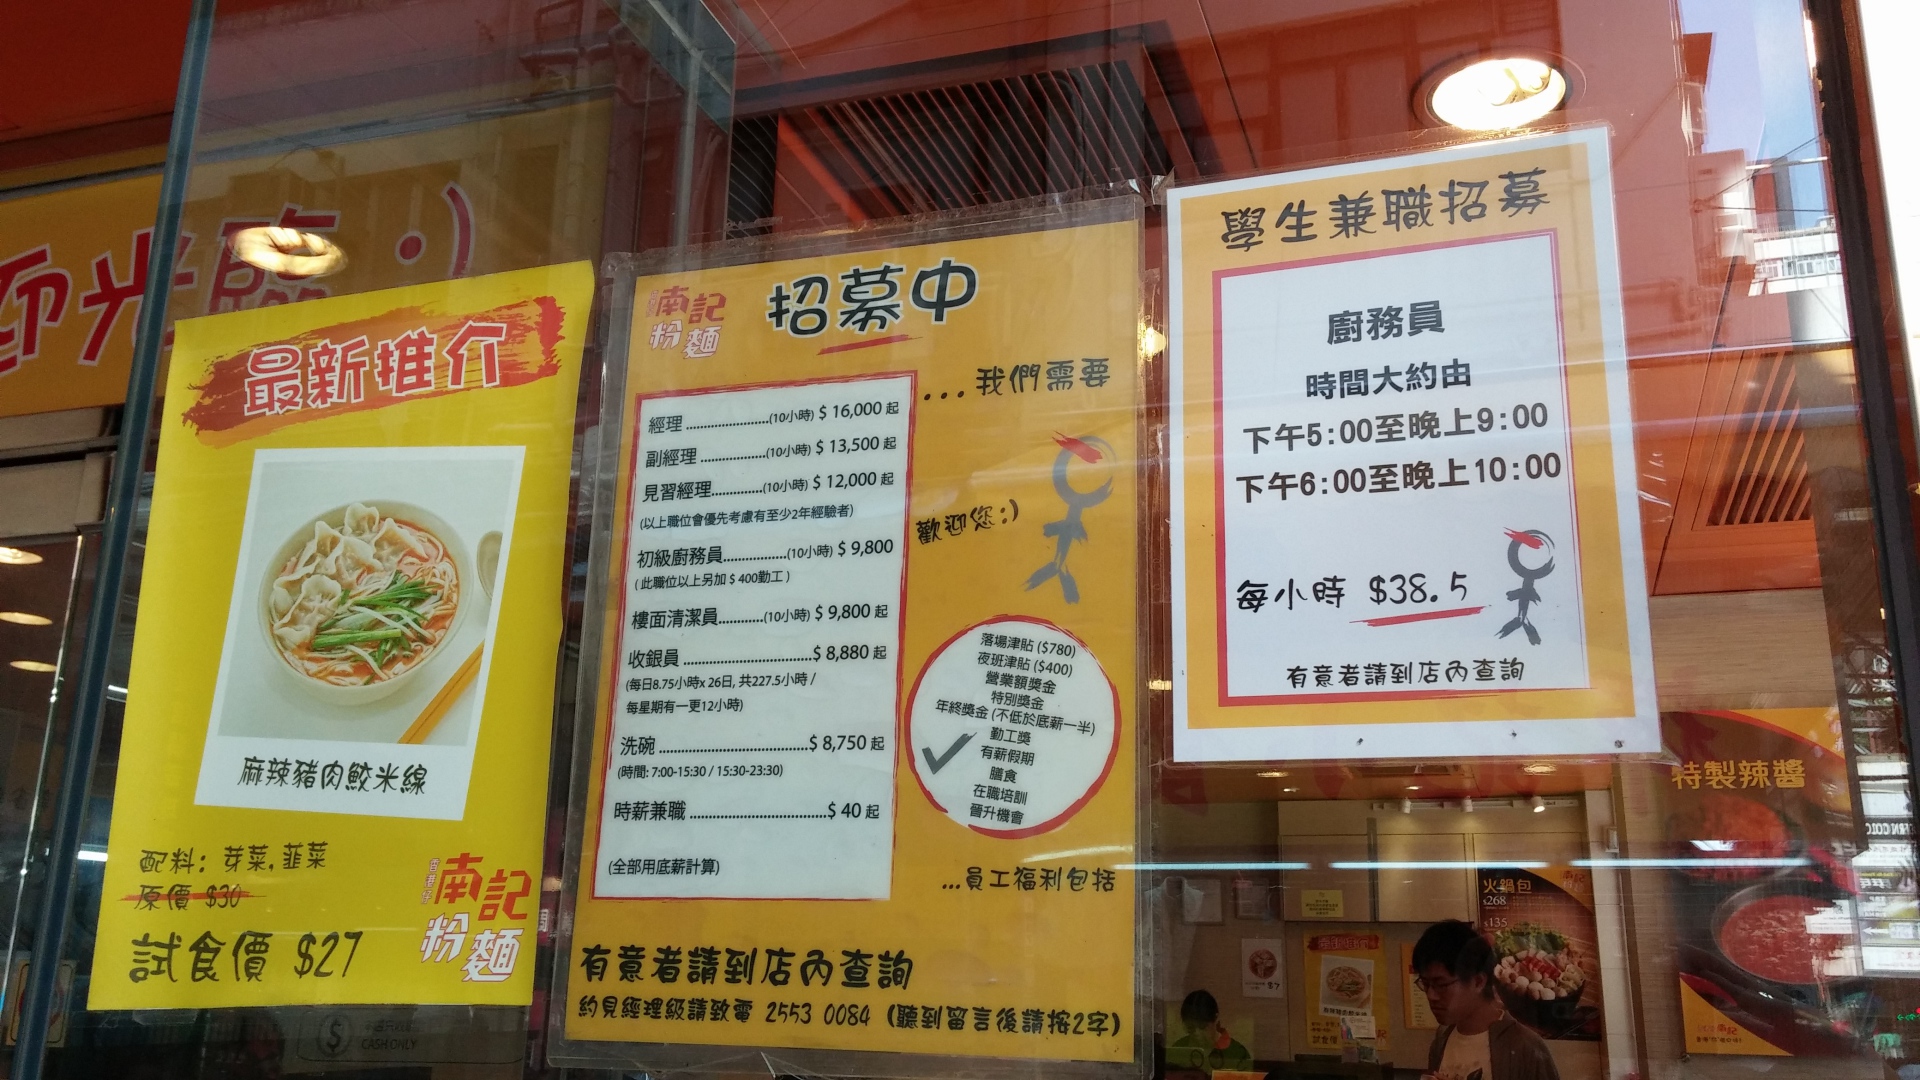 迎光臨 :)
最新推介
麻辣豬肉鮫米線
配料: 芽菜, 韮菜
原價 $30
試食價 $27
香港仔
南記
粉麵
CASH ONLY
南記
粉麵
招募中
...我們需要
經理 ........................(10小時) $ 16,000 起
副經理 ...................(10小時) $ 13,500 起
見習經理...............(10小時) $ 12,000 起
(以上職位會優先考慮有至少2年經驗者)
初級廚務員..................(10小時) $ 9,800
( 此職位以上另加 $ 400勤工 )
樓面清潔員.............(10小時) $ 9,800 起
收銀員 .....................................$ 8,880 起
(每日8.75小時x 26日, 共227.5小時 /
每星期有一更12小時)
洗碗 ...........................................$ 8,750 起
(時間: 7:00-15:30 / 15:30-23:30)
時薪兼職 .......................................$ 40 起
(全部用底薪計算)
歡迎您:)
落場津貼 ($780)
夜班津貼 ($400)
營業額獎金
特別獎金
年終獎金 (不低於底薪一半)
勤工獎
有薪假期
膳食
在職培訓
晉升機會
...員工福利包括
有意者請到店內查詢
約見經理級請致電 2553 0084 (聽到留言後請按2字)
學生兼職招募
廚務員
時間大約由
下午5:00至晚上9:00
下午6:00至晚上10:00
每小時 $38.5
有意者請到店內查詢
特製辣醬
火鍋包
$268
$135